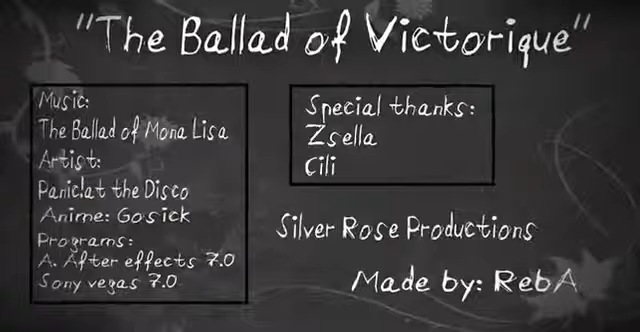 "The Ballad of Victorique"
Music:
The Ballad of Mona Lisa
Artist:
Panic!at the Disco
Anime: Gosick
Programs:
A. After effects 7.0
Sony vegas 7.0
Special thanks:
Zsella
Cili
Silver Rose Productions
Made by: RebA